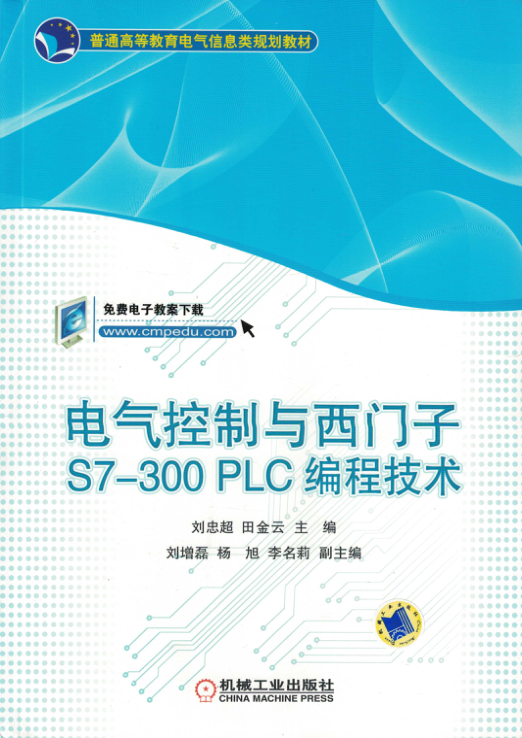 普通高等教育电气信息类规划教材
免费电子教案下载
www.cmpedu.com
电气控制与西门子
S7-300 PLC 编程技术
刘忠超 田金云 主 编
刘增磊 杨 旭 李名莉 副主编
机械工业出版社
CHINA MACHINE PRESS